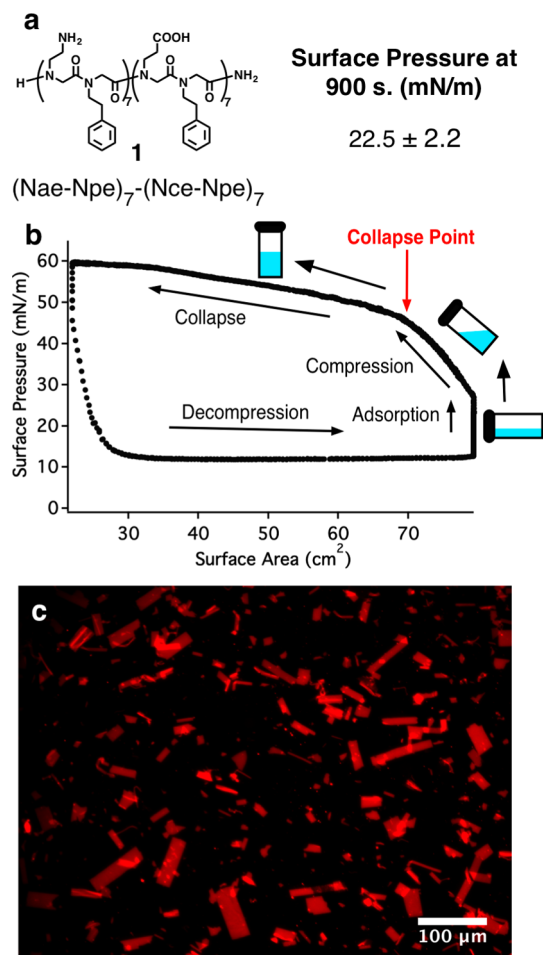 a
NH₂
COOH
O
O
O
O
H
N
N
N
N
NH₂
7
7
1
(Nae-Npe)₇-(Nce-Npe)₇
Surface Pressure at
900 s. (mN/m)
22.5 ± 2.2
b
Collapse Point
Collapse
Compression
Decompression
Adsorption
Surface Pressure (mN/m)
60
50
40
30
20
10
0
30
40
50
60
70
Surface Area (cm²)
c
100 μm